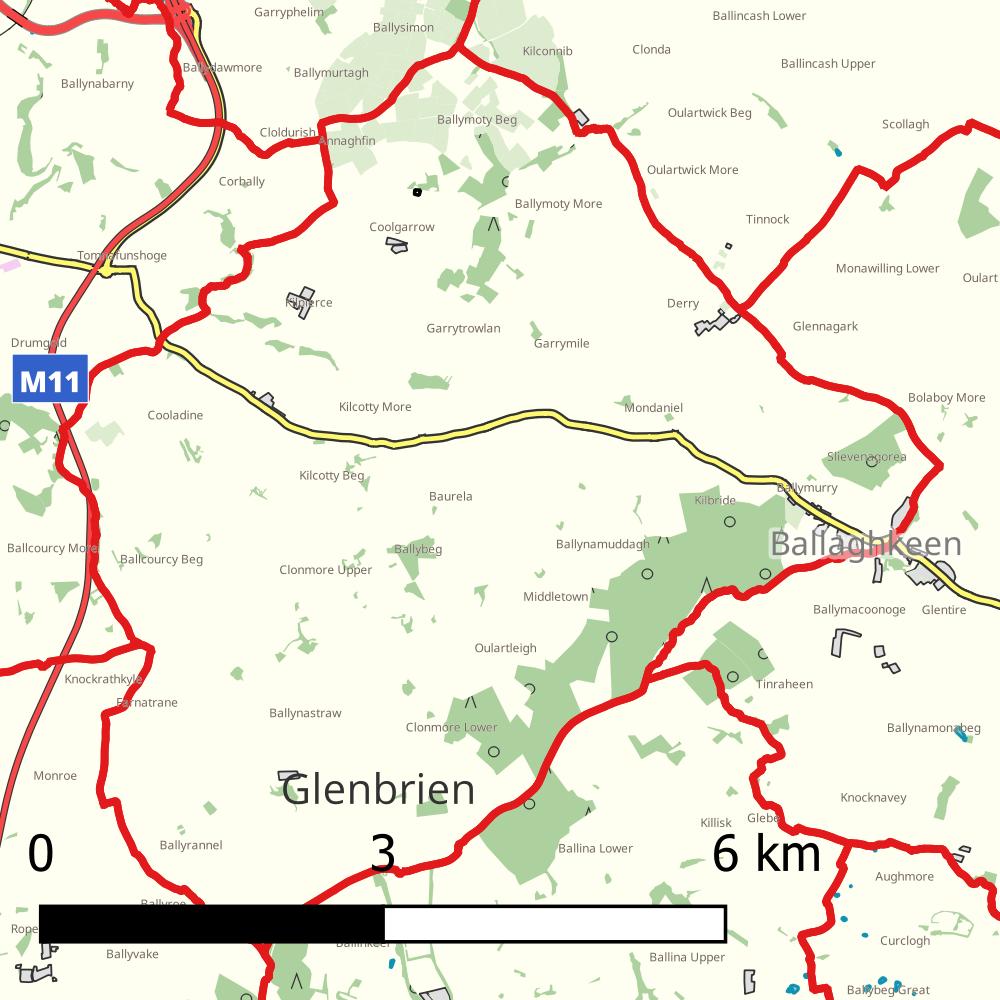 Garryphelim
Ballysimon
Ballincash Lower
Kilconnib
Clonda
Ballydawmore
Ballymurtagh
Ballincash Upper
Ballynabarny
Oulartwick Beg
Ballymoty Beg
Scollagh
Cloldurish
Annaghfin
Oulartwick More
Corbally
Ballymoty More
Tinnock
Coolgarrow
Tomnafunshoge
Monawilling Lower
Oulart
Kilpierce
Derry
Garrytrowlan
Glennagark
Drumgold
Garrymile
M11
Bolaboy More
Kilcotty More
Mondaniel
Cooladine
Slievenagorea
Kilcotty Beg
Ballymurry
Baurela
Kilbride
Ballynamuddagh
Ballaghkeen
Ballcourcy More
Ballybeg
Ballcourcy Beg
Clonmore Upper
Middletown
Ballymacoonoge
Glentire
Oulartleigh
Knockrathkyle
Tinraheen
Farnatrane
Ballynastraw
Clonmore Lower
Ballynamonabeg
Monroe
Glenbrien
Knocknavey
Killisk
Glebe
Ballyrannel
Ballina Lower
0 3 6 km
Aughmore
Ballyroe
Rope
Curclogh
Ballinkeel
Ballyvake
Ballina Upper
Ballybeg Great